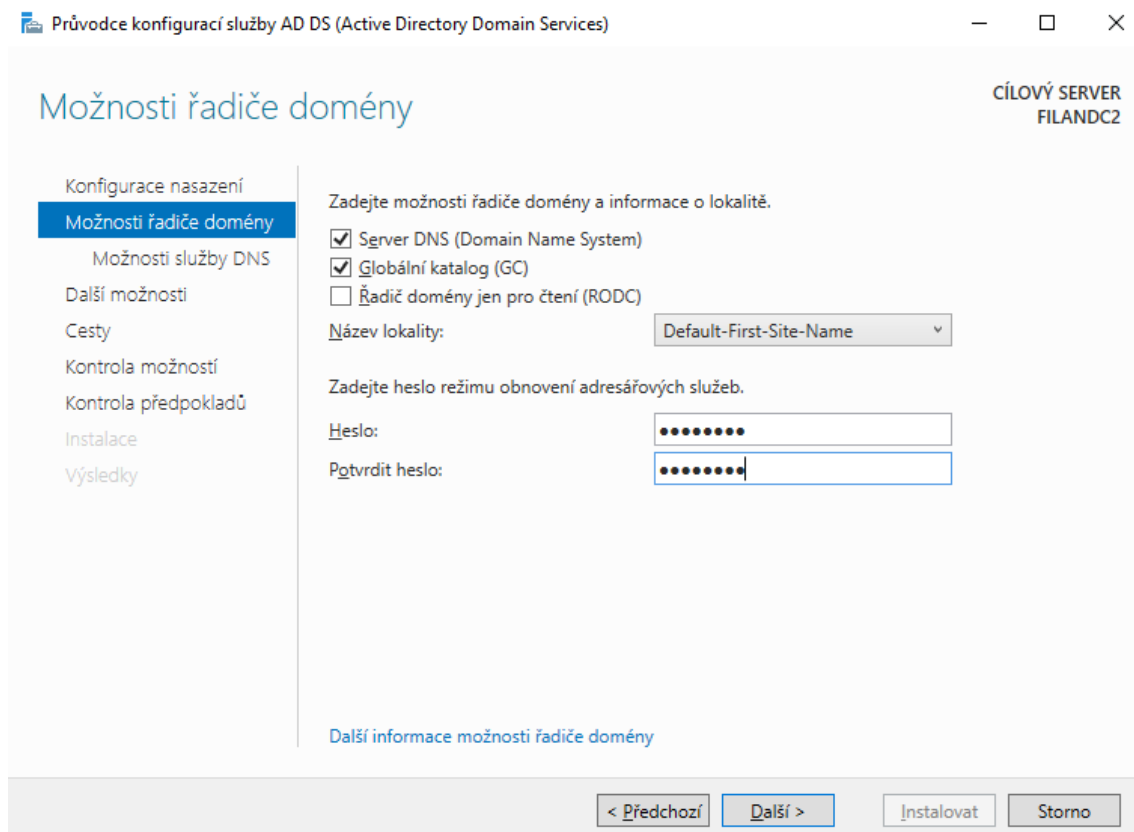 Průvodce konfigurací služby AD DS (Active Directory Domain Services)
Možnosti řadiče domény
CÍLOVÝ SERVER
FILANDC2
Konfigurace nasazení
Možnosti řadiče domény
Možnosti služby DNS
Další možnosti
Cesty
Kontrola možností
Kontrola předpokladů
Instalace
Výsledky
Zadejte možnosti řadiče domény a informace o lokalitě.
Server DNS (Domain Name System)
Globální katalog (GC)
Řadič domény jen pro čtení (RODC)
Název lokality: Default-First-Site-Name
Zadejte heslo režimu obnovení adresářových služeb.
Heslo: ••••••••
Potvrdit heslo: ••••••••
Další informace možnosti řadiče domény
< Předchozí Další > Instalovat Storno